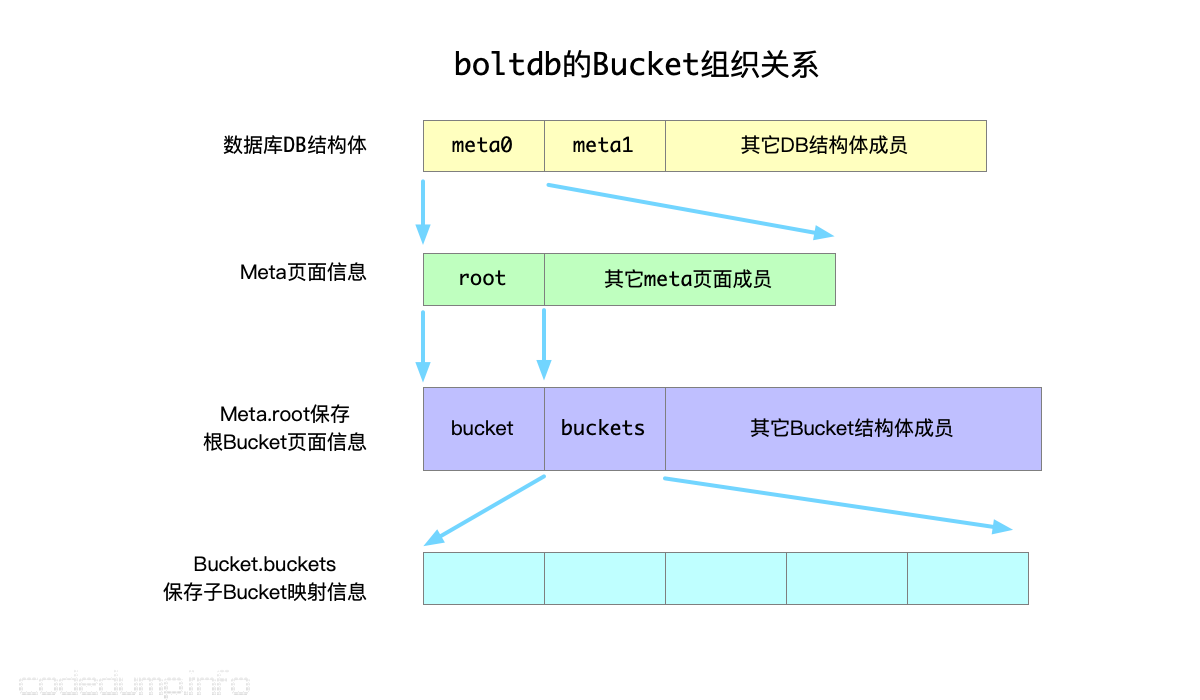 boltdb的Bucket组织关系
数据库DB结构体
meta0
meta1
其它DB结构体成员
Meta页面信息
root
其它meta页面成员
Meta.root保存
根Bucket页面信息
bucket
buckets
其它Bucket结构体成员
Bucket.buckets
保存子Bucket映射信息
codedump.info